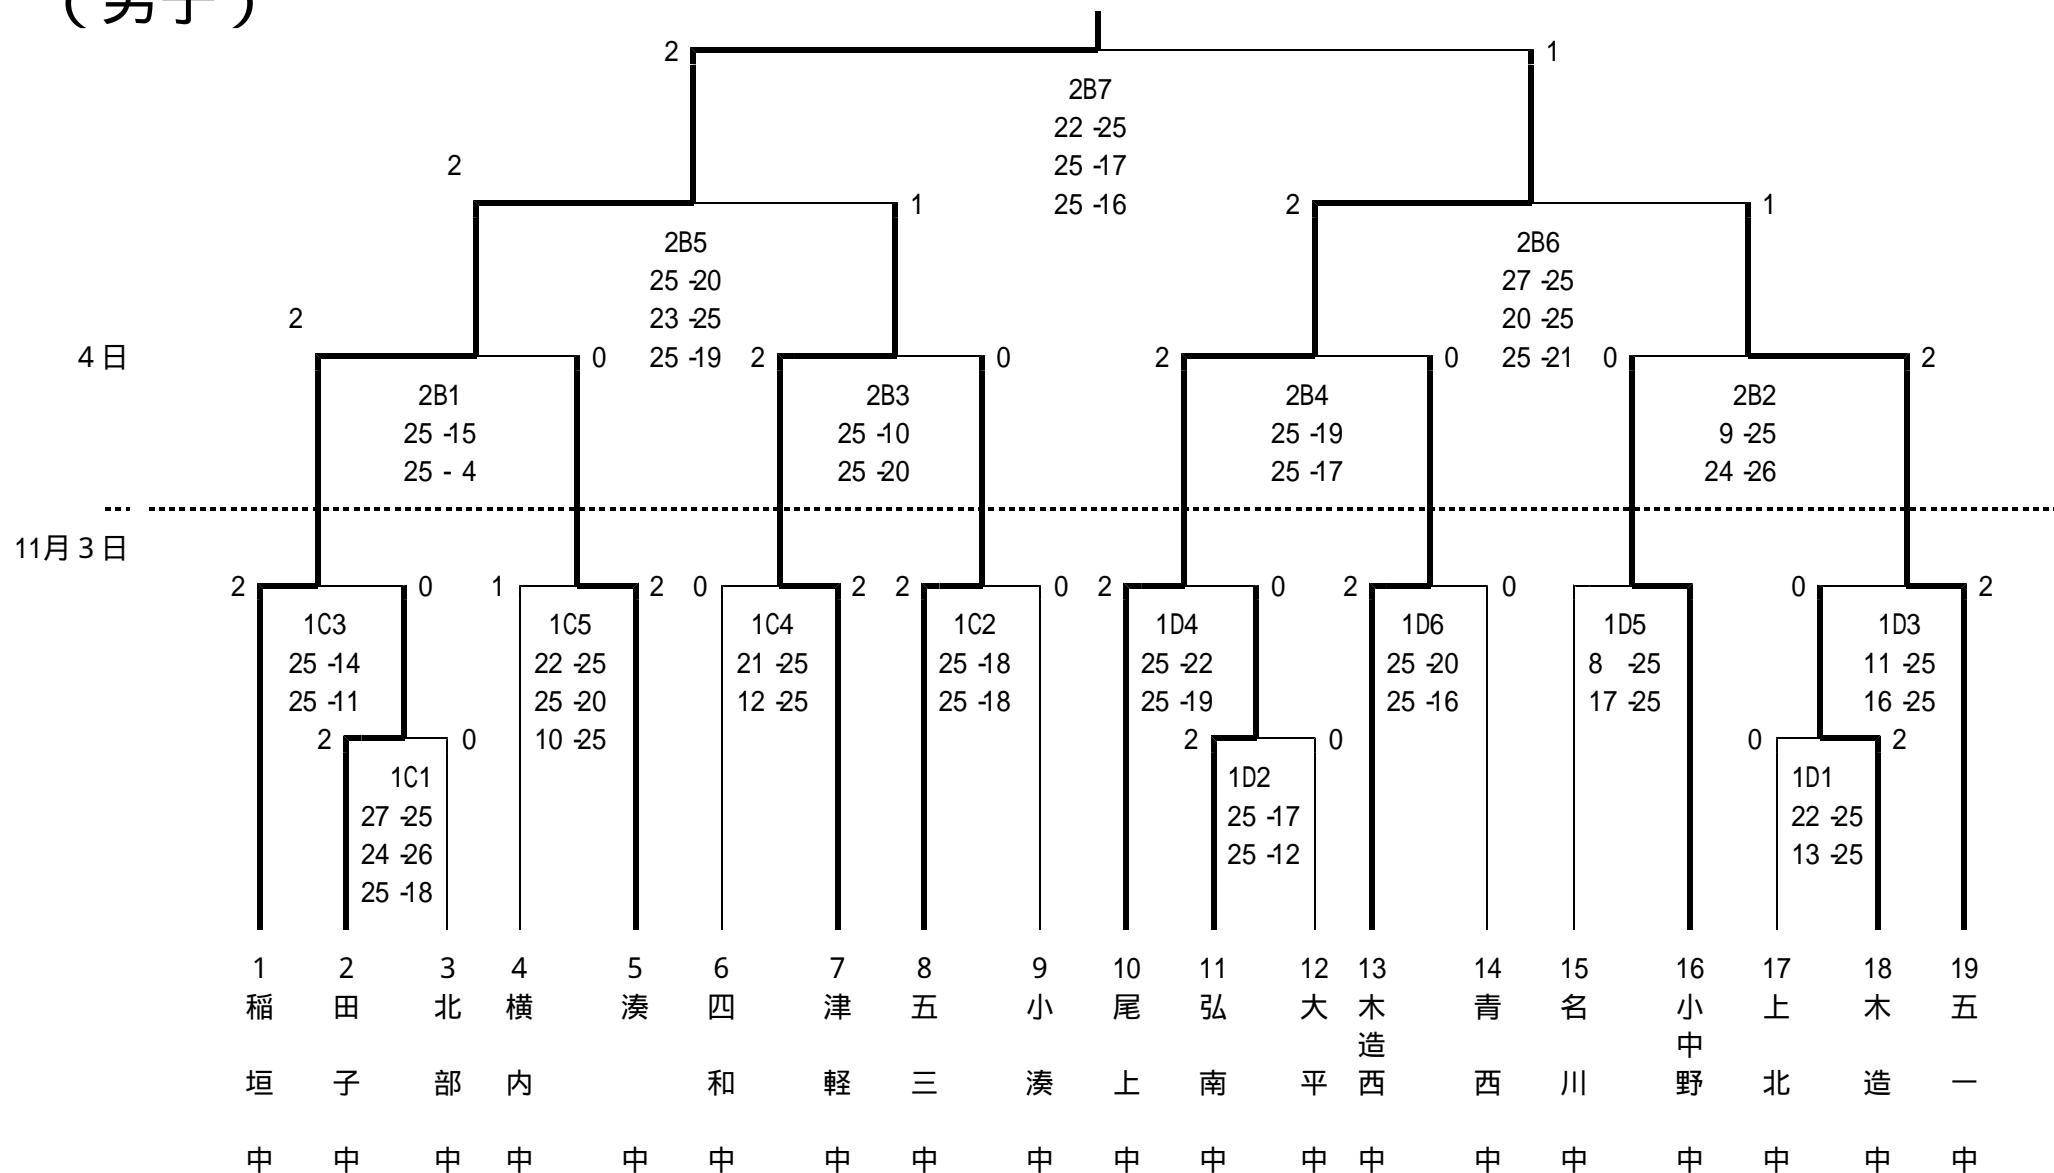 （男子）
2 1
2B7
22 -25
2 25 -17
1 25 -16 2 1
2B5 2B6
25 -20 27 -25
2 23 -25 20 -25
4日 0 25 -19 2 0 2 0 25 -21 0 2
2B1 2B3 2B4 2B2
25 -15 25 -10 25 -19 9 -25
25 - 4 25 -20 25 -17 24 -26
11月3日
2 0 1 2 0 2 2 0 2 0 2 0 0 2
1C3 1C5 1C4 1C2 1D4 1D6 1D5 1D3
25 -14 22 -25 21 -25 25 -18 25 -22 25 -20 8 -25 11 -25
25 -11 25 -20 12 -25 25 -18 25 -19 25 -16 17 -25 16 -25
2 0 10 -25 2 0 0 2
1C1 1D2 1D1
27 -25 25 -17 22 -25
24 -26 25 -12 13 -25
25 -18
1 2 3 4 5 6 7 8 9 10 11 12 13 14 15 16 17 18 19
稲垣中
田子中
北部中
横内中
湊中
四和中
津軽中
五三中
小湊中
尾上中
弘南中
大平中
木造西中
青西中
名川中
小中野中
上北中
木造中
五一中